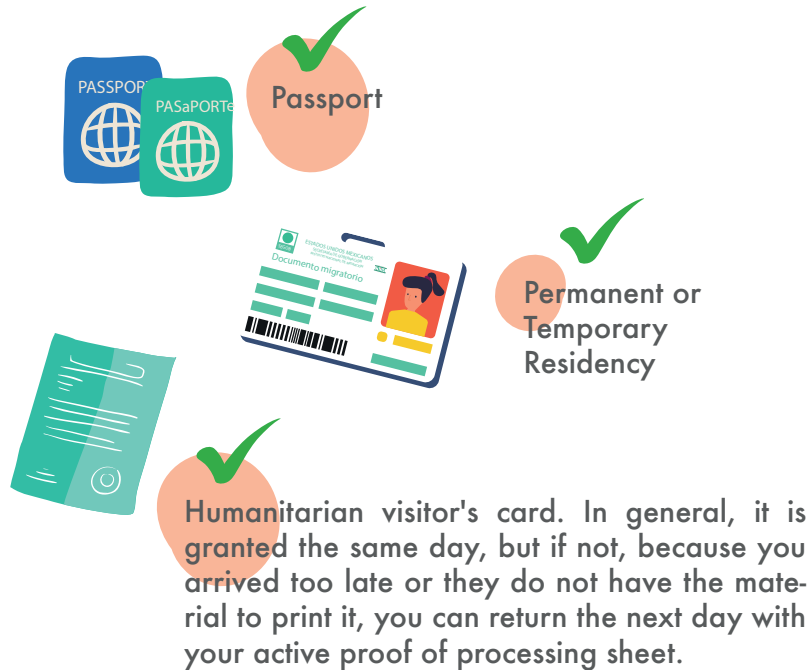 PASSPORT
PASaPORTe
Passport
ESTADOS UNIDOS MEXICANOS
Documento migratorio
Permanent or
Temporary
Residency
Humanitarian visitor's card. In general, it is
granted the same day, but if not, because you
arrived too late or they do not have the mate-
rial to print it, you can return the next day with
your active proof of processing sheet.